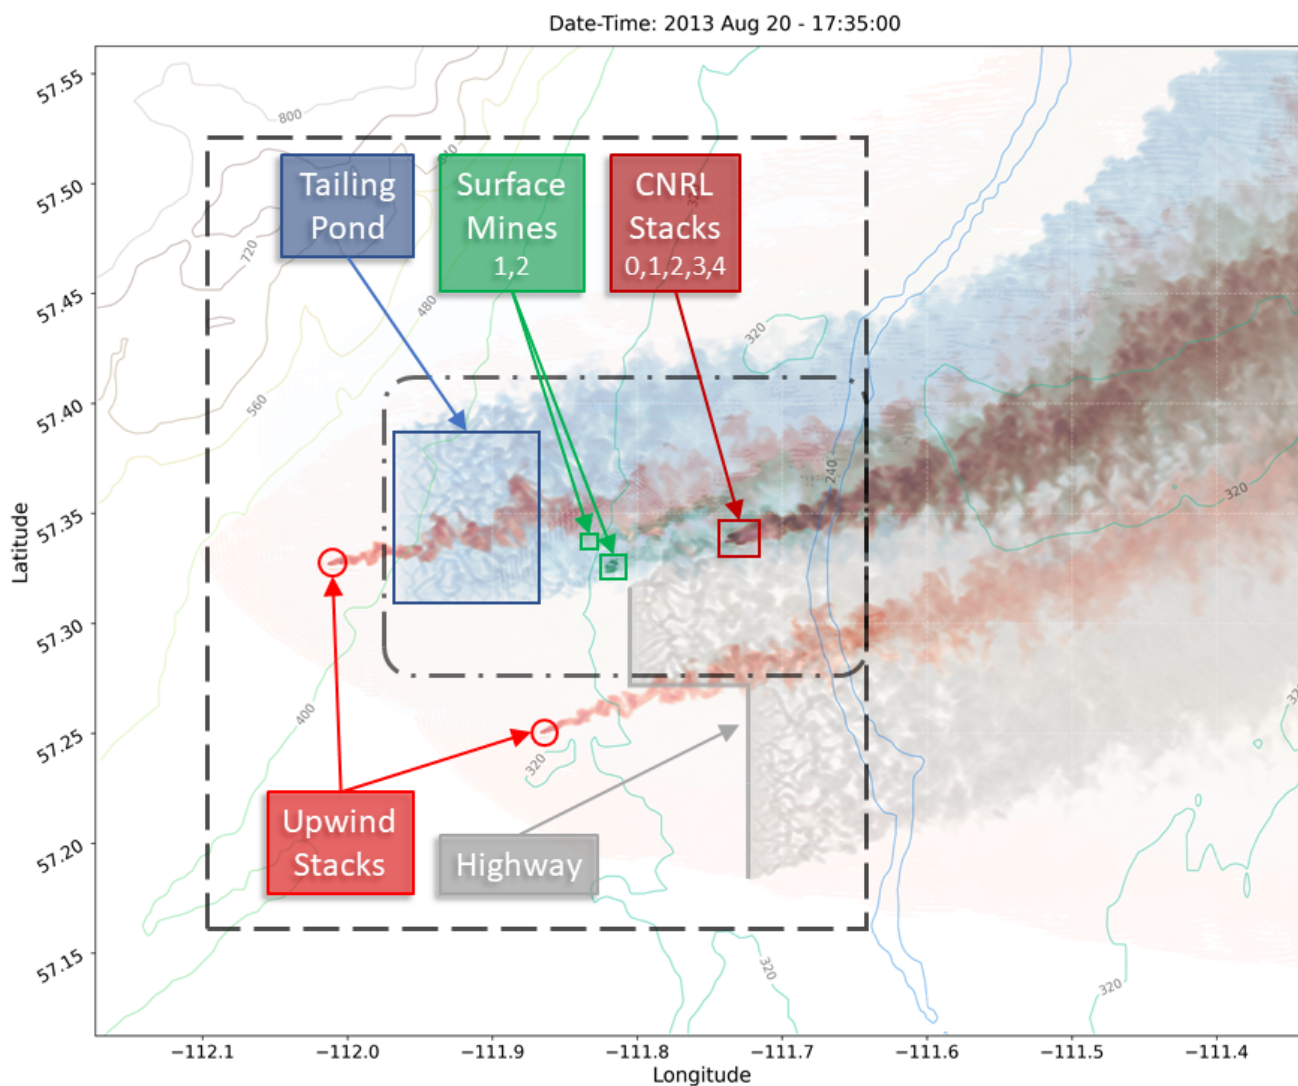 Date-Time: 2013 Aug 20 - 17:35:00
57.55
57.50
57.45
57.40
57.35
57.30
57.25
57.20
57.15
Latitude
800
720
560
480
400
320
320
240
320
320
320
320
Tailing
Pond
Surface
Mines
1,2
CNRL
Stacks
0,1,2,3,4
Upwind
Stacks
Highway
−112.1
−112.0
−111.9
−111.8
−111.7
−111.6
−111.5
−111.4
Longitude